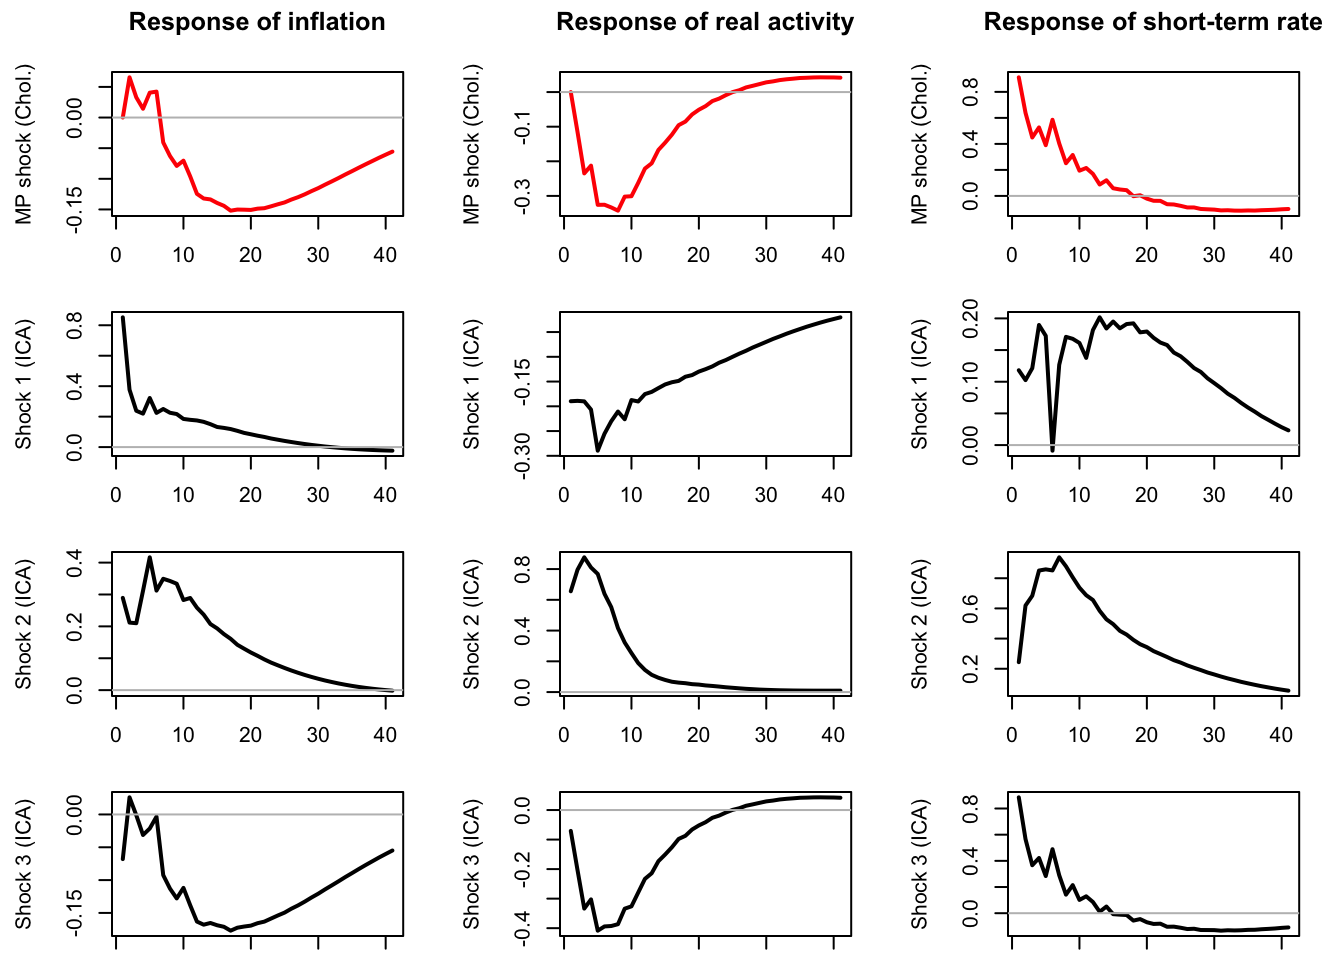 Response of inflation
Response of real activity
Response of short-term rate
MP shock (Chol.)
0.00
-0.15
0 10 20 30 40
MP shock (Chol.)
-0.1
-0.3
0 10 20 30 40
MP shock (Chol.)
0.8
0.4
0.0
0 10 20 30 40
Shock 1 (ICA)
0.8
0.4
0.0
0 10 20 30 40
Shock 1 (ICA)
-0.15
-0.30
0 10 20 30 40
Shock 1 (ICA)
0.20
0.10
0.00
0 10 20 30 40
Shock 2 (ICA)
0.4
0.2
0.0
0 10 20 30 40
Shock 2 (ICA)
0.8
0.4
0.0
0 10 20 30 40
Shock 2 (ICA)
0.6
0.2
0 10 20 30 40
Shock 3 (ICA)
0.00
-0.15
Shock 3 (ICA)
0.0
-0.2
-0.4
Shock 3 (ICA)
0.8
0.4
0.0